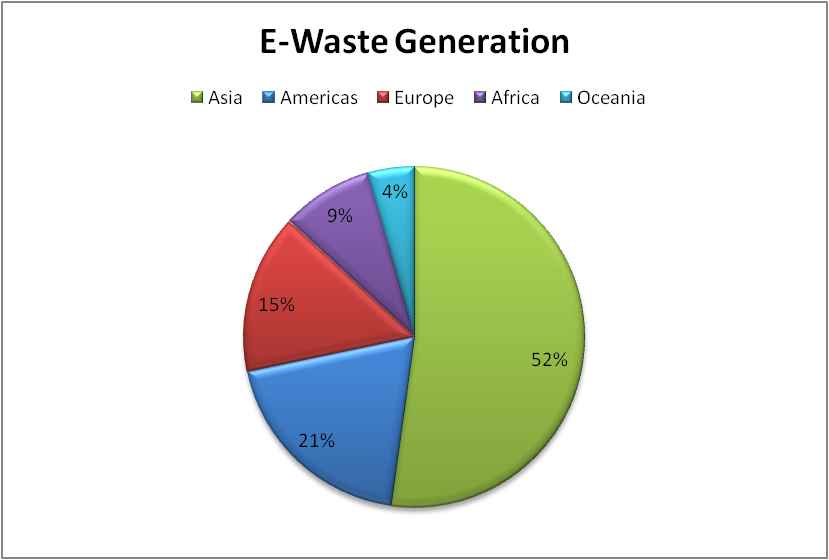 E-Waste Generation
Asia Americas Europe Africa Oceania
4%
9%
15%
52%
21%